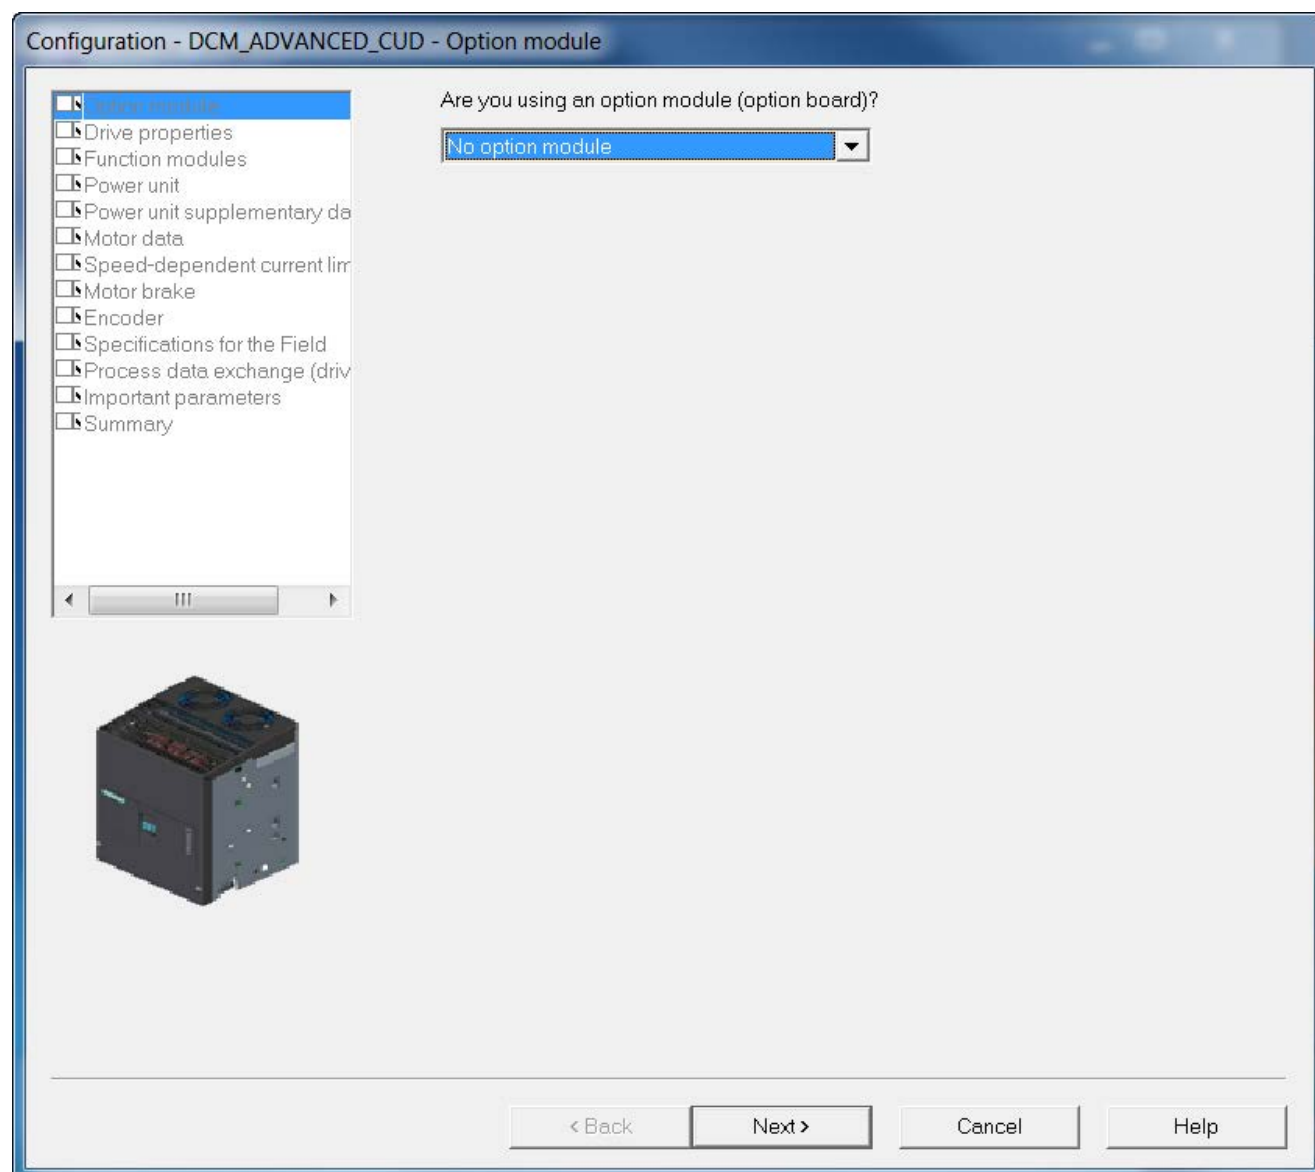 Configuration - DCM_ADVANCED_CUD - Option module
Option module
Drive properties
Function modules
Power unit
Power unit supplementary da
Motor data
Speed-dependent current lim
Motor brake
Encoder
Specifications for the Field
Process data exchange (driv
Important parameters
Summary
Are you using an option module (option board)?
No option module
< Back
Next >
Cancel
Help